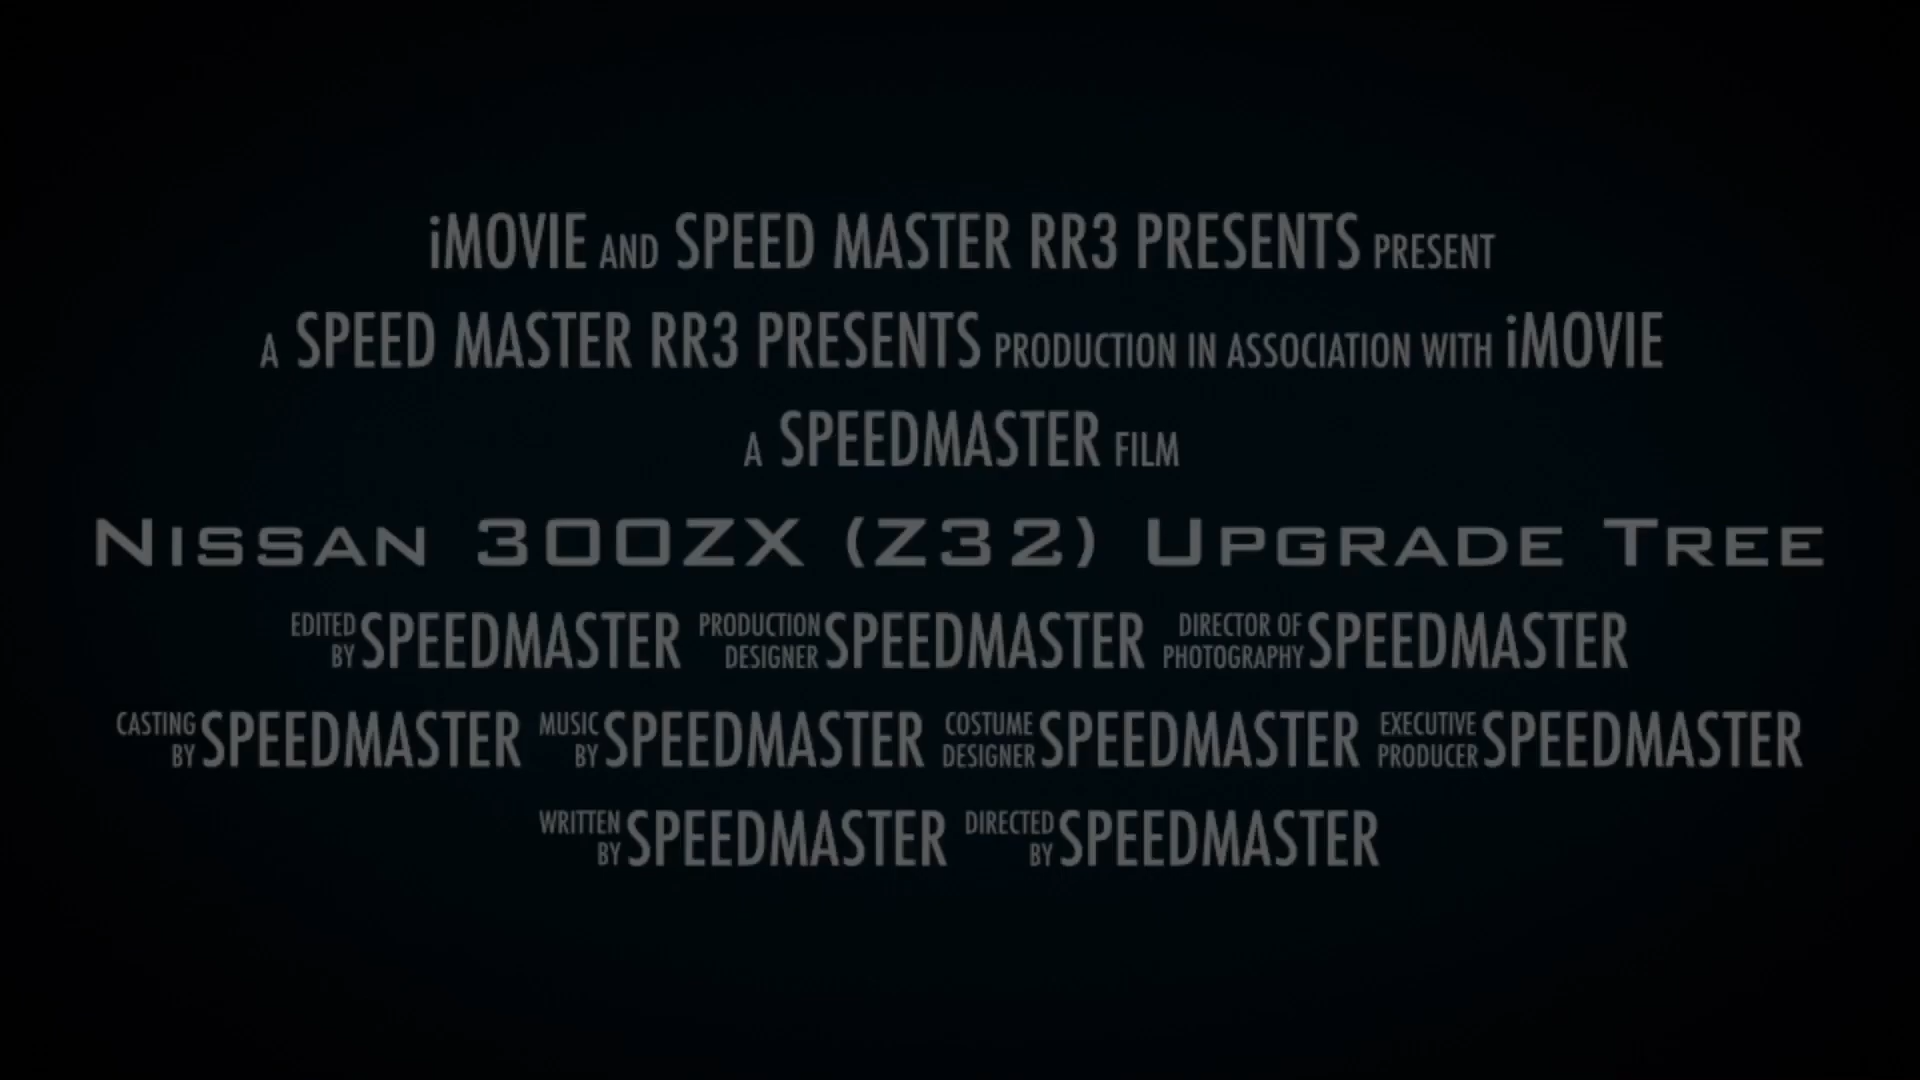 iMOVIE AND SPEED MASTER RR3 PRESENTS PRESENT
A SPEED MASTER RR3 PRESENTS PRODUCTION IN ASSOCIATION WITH iMOVIE
A SPEEDMASTER FILM
NISSAN 300ZX (Z32) UPGRADE TREE
EDITED BY SPEEDMASTER PRODUCTION DESIGNER SPEEDMASTER DIRECTOR OF PHOTOGRAPHY SPEEDMASTER
CASTING BY SPEEDMASTER MUSIC BY SPEEDMASTER COSTUME DESIGNER SPEEDMASTER EXECUTIVE PRODUCER SPEEDMASTER
WRITTEN BY SPEEDMASTER DIRECTED BY SPEEDMASTER